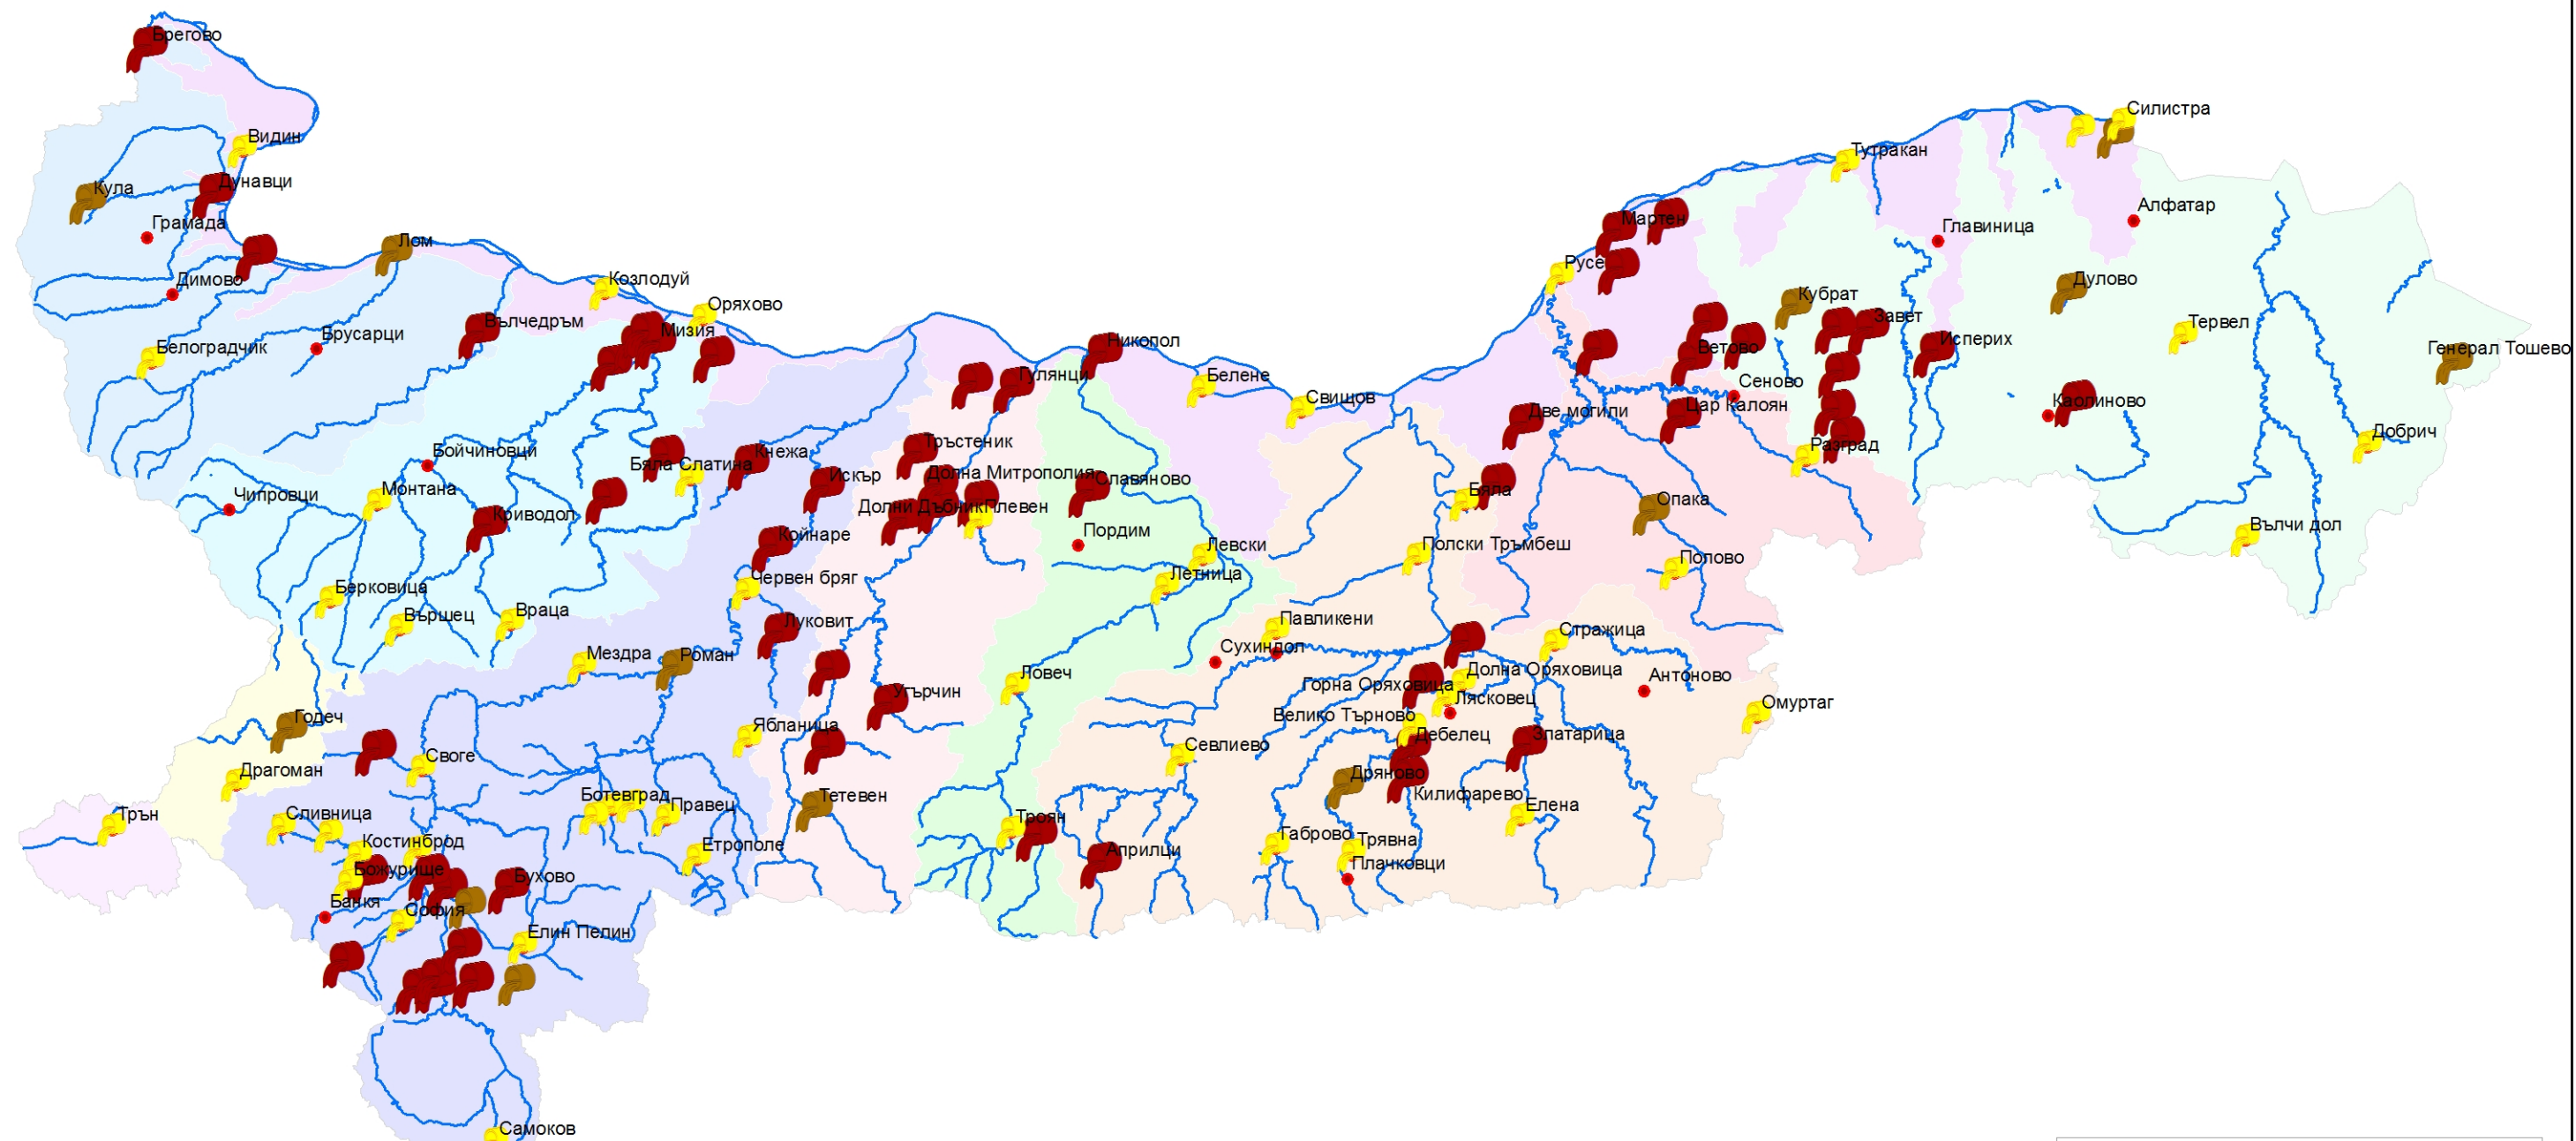 Брегово
Видин
Дунавци
Кула
Грамада
Димово
Лом
Козлодуй
Оряхово
Мизия
Вълчедръм
Брусарци
Белоградчик
Никопол
Гулянци
Белене
Свищов
Русе
Мартен
Тутракан
Силистра
Алфатар
Главиница
Дулово
Кубрат
Завет
Исперих
Тервел
Генерал Тошево
Ветово
Сеново
Цар Калоян
Две могили
Каолиново
Добрич
Разград
Бойчиновци
Бяла Слатина
Кнежа
Искър
Тръстеник
Долна Митрополия
Славяново
Долни Дъбник
Плевен
Чипровци
Монтана
Криводол
Койнаре
Пордим
Левски
Летница
Бяла
Опака
Полски Тръмбеш
Попово
Вълчи дол
Берковица
Вършец
Враца
Червен бряг
Луковит
Павликени
Сухиндол
Стражица
Антоново
Омуртаг
Мездра
Роман
Угърчин
Ловеч
Долна Оряховица
Горна Оряховица
Лясковец
Велико Търново
Дебелец
Златарица
Годеч
Своге
Драгоман
Ябланица
Севлиево
Дряново
Килифарево
Елена
Трън
Сливница
Ботевград
Правец
Тетевен
Троян
Априлци
Габрово
Трявна
Плачковци
Костинброд
Етрополе
Божурище
Бухово
Банкя
София
Елин Пелин
Самоков